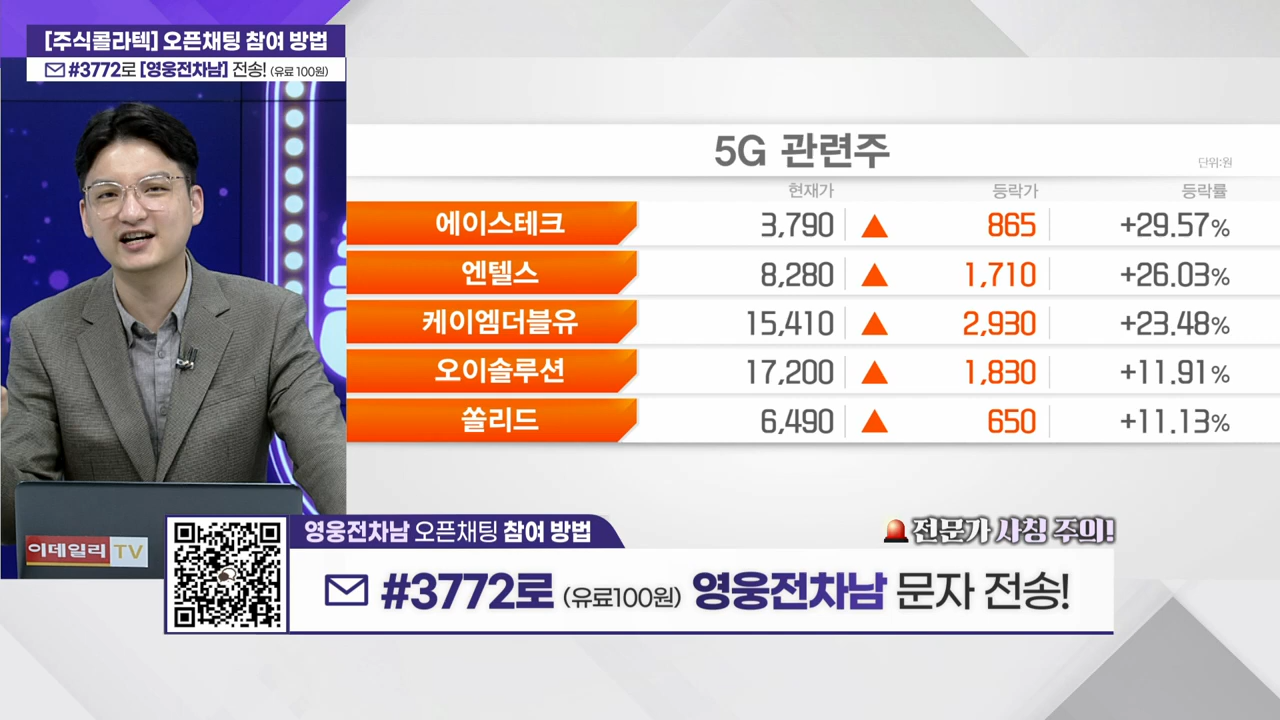 [주식콜라텍] 오픈채팅 참여 방법
#3772로 [영웅전차남] 전송! (유료 100원)
5G 관련주
단위:원
현재가 등락가 등락률
에이스테크 3,790 ▲ 865 +29.57%
엔텔스 8,280 ▲ 1,710 +26.03%
케이엠더블유 15,410 ▲ 2,930 +23.48%
오이솔루션 17,200 ▲ 1,830 +11.91%
쏠리드 6,490 ▲ 650 +11.13%
이데일리 TV
영웅전차남 오픈채팅 참여 방법
전문가 사칭 주의!
#3772로 (유료100원) 영웅전차남 문자 전송!